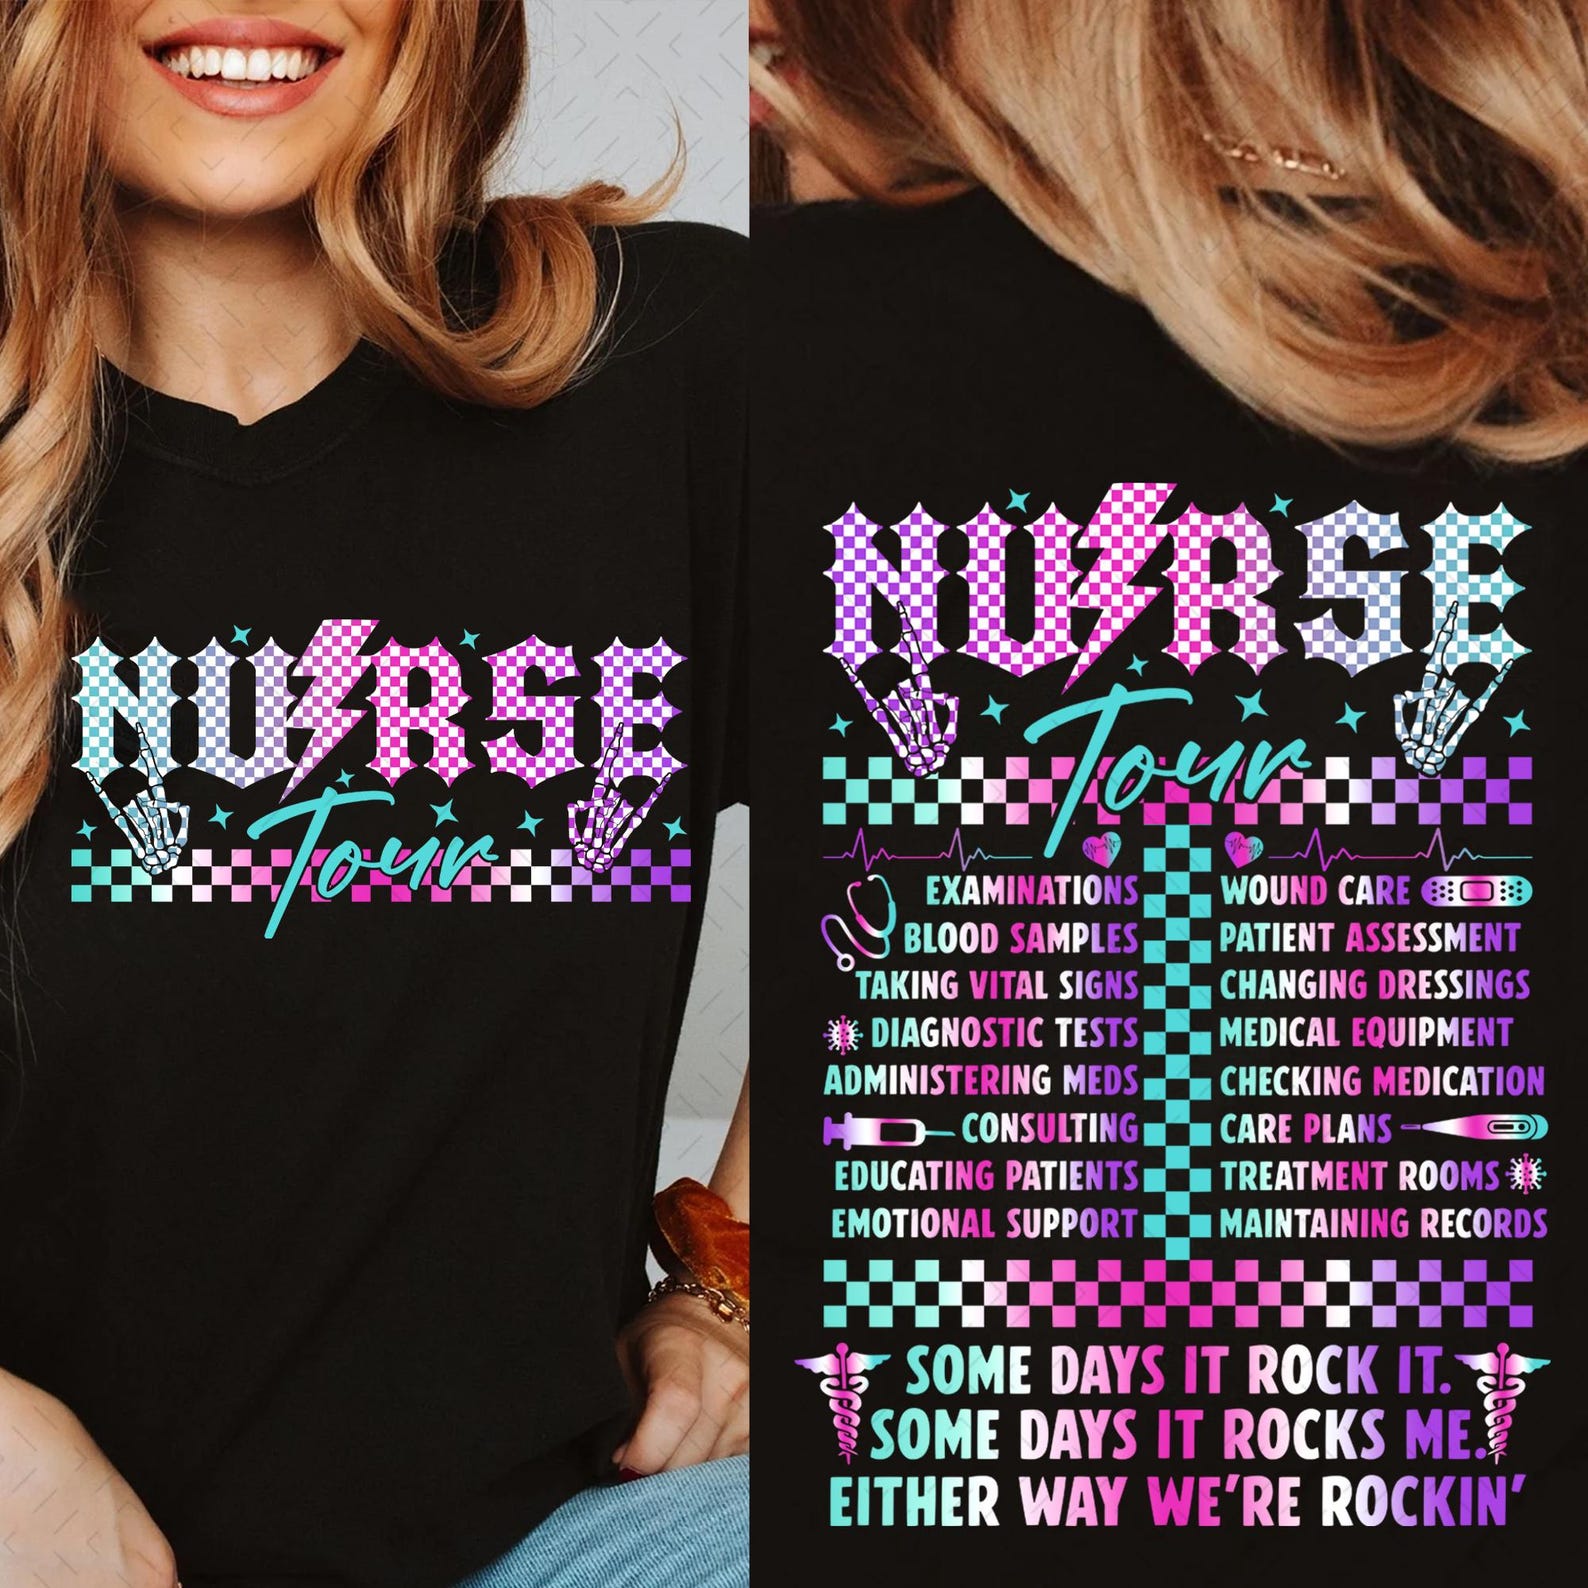 NURSE
Tour
NURSE
Tour
EXAMINATIONS
BLOOD SAMPLES
TAKING VITAL SIGNS
DIAGNOSTIC TESTS
ADMINISTERING MEDS
CONSULTING
EDUCATING PATIENTS
EMOTIONAL SUPPORT
WOUND CARE
PATIENT ASSESSMENT
CHANGING DRESSINGS
MEDICAL EQUIPMENT
CHECKING MEDICATION
CARE PLANS
TREATMENT ROOMS
MAINTAINING RECORDS
SOME DAYS IT ROCK IT.
SOME DAYS IT ROCKS ME.
EITHER WAY WE'RE ROCKIN'